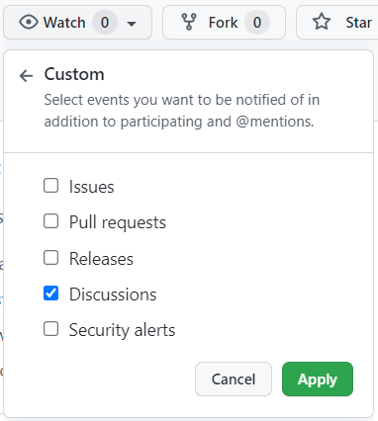 Watch 0 Fork 0 Star
Custom
Select events you want to be notified of in
addition to participating and @mentions.
Issues
Pull requests
Releases
Discussions
Security alerts
Cancel Apply